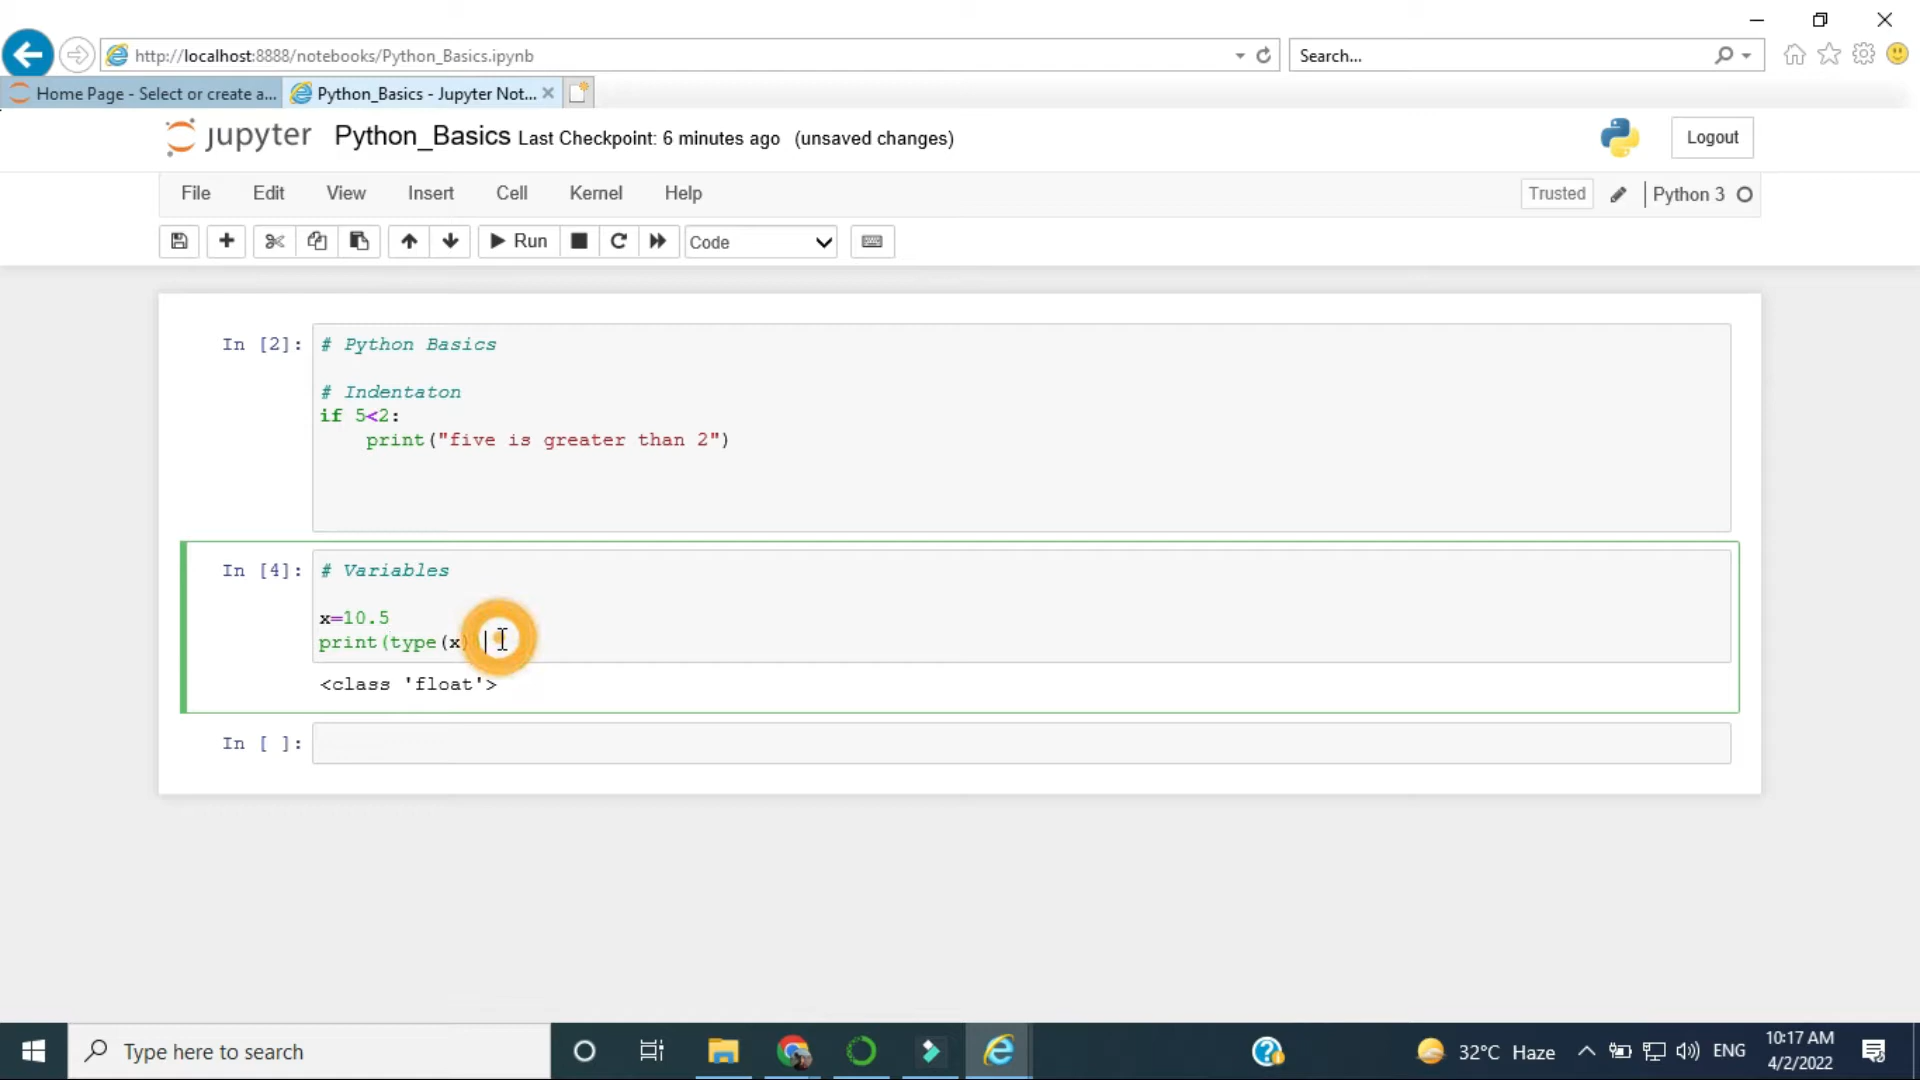 http://localhost:8888/notebooks/Python_Basics.ipynb
Search...
Home Page - Select or create a...
Python_Basics - Jupyter Not...
jupyter Python_Basics Last Checkpoint: 6 minutes ago (unsaved changes)
Logout
File Edit View Insert Cell Kernel Help
Trusted Python 3
Run Code
In [2]: # Python Basics
# Indentaton
if 5<2:
print("five is greater than 2")
In [4]: # Variables
x=10.5
print(type(x)
<class 'float'>
In [ ]:
Type here to search
32°C Haze
ENG
10:17 AM
4/2/2022